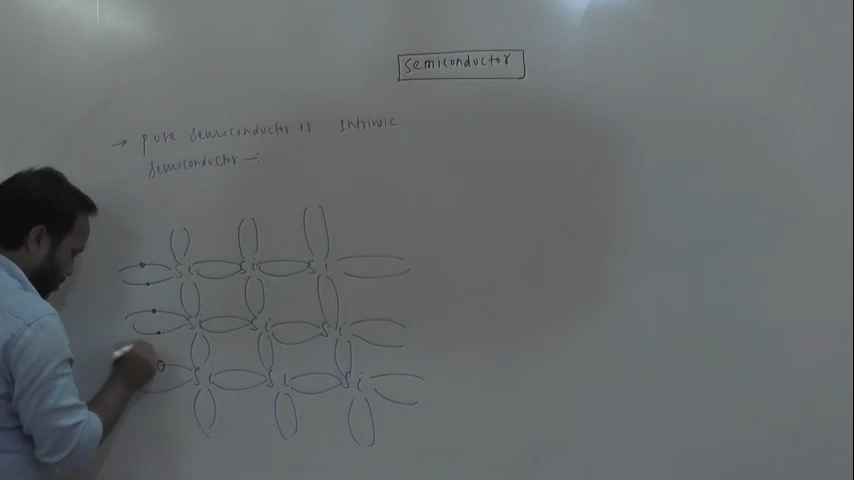 Semiconductor
→ pure semiconductor or Intrinsic
Semiconductor -:
Si Si Si
Si Si Si
Si Si Si